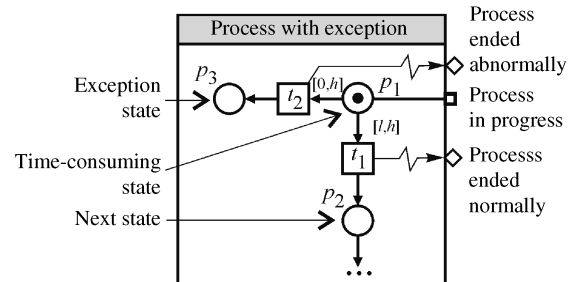 Process with exception
Process
ended
abnormally
p3
[0,h]
p1
t2
Exception
state
Process
in progress
[l,h]
Time-consuming
state
t1
Processs
ended
normally
p2
Next state
...